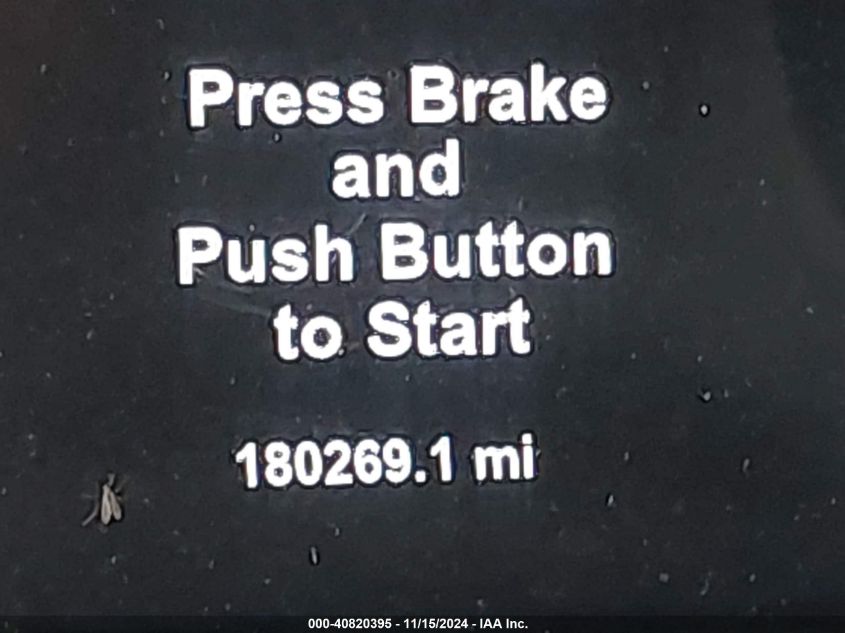 Press Brake
and
Push Button
to Start
180269.1 mi
000-40820395 - 11/15/2024 - IAA Inc.